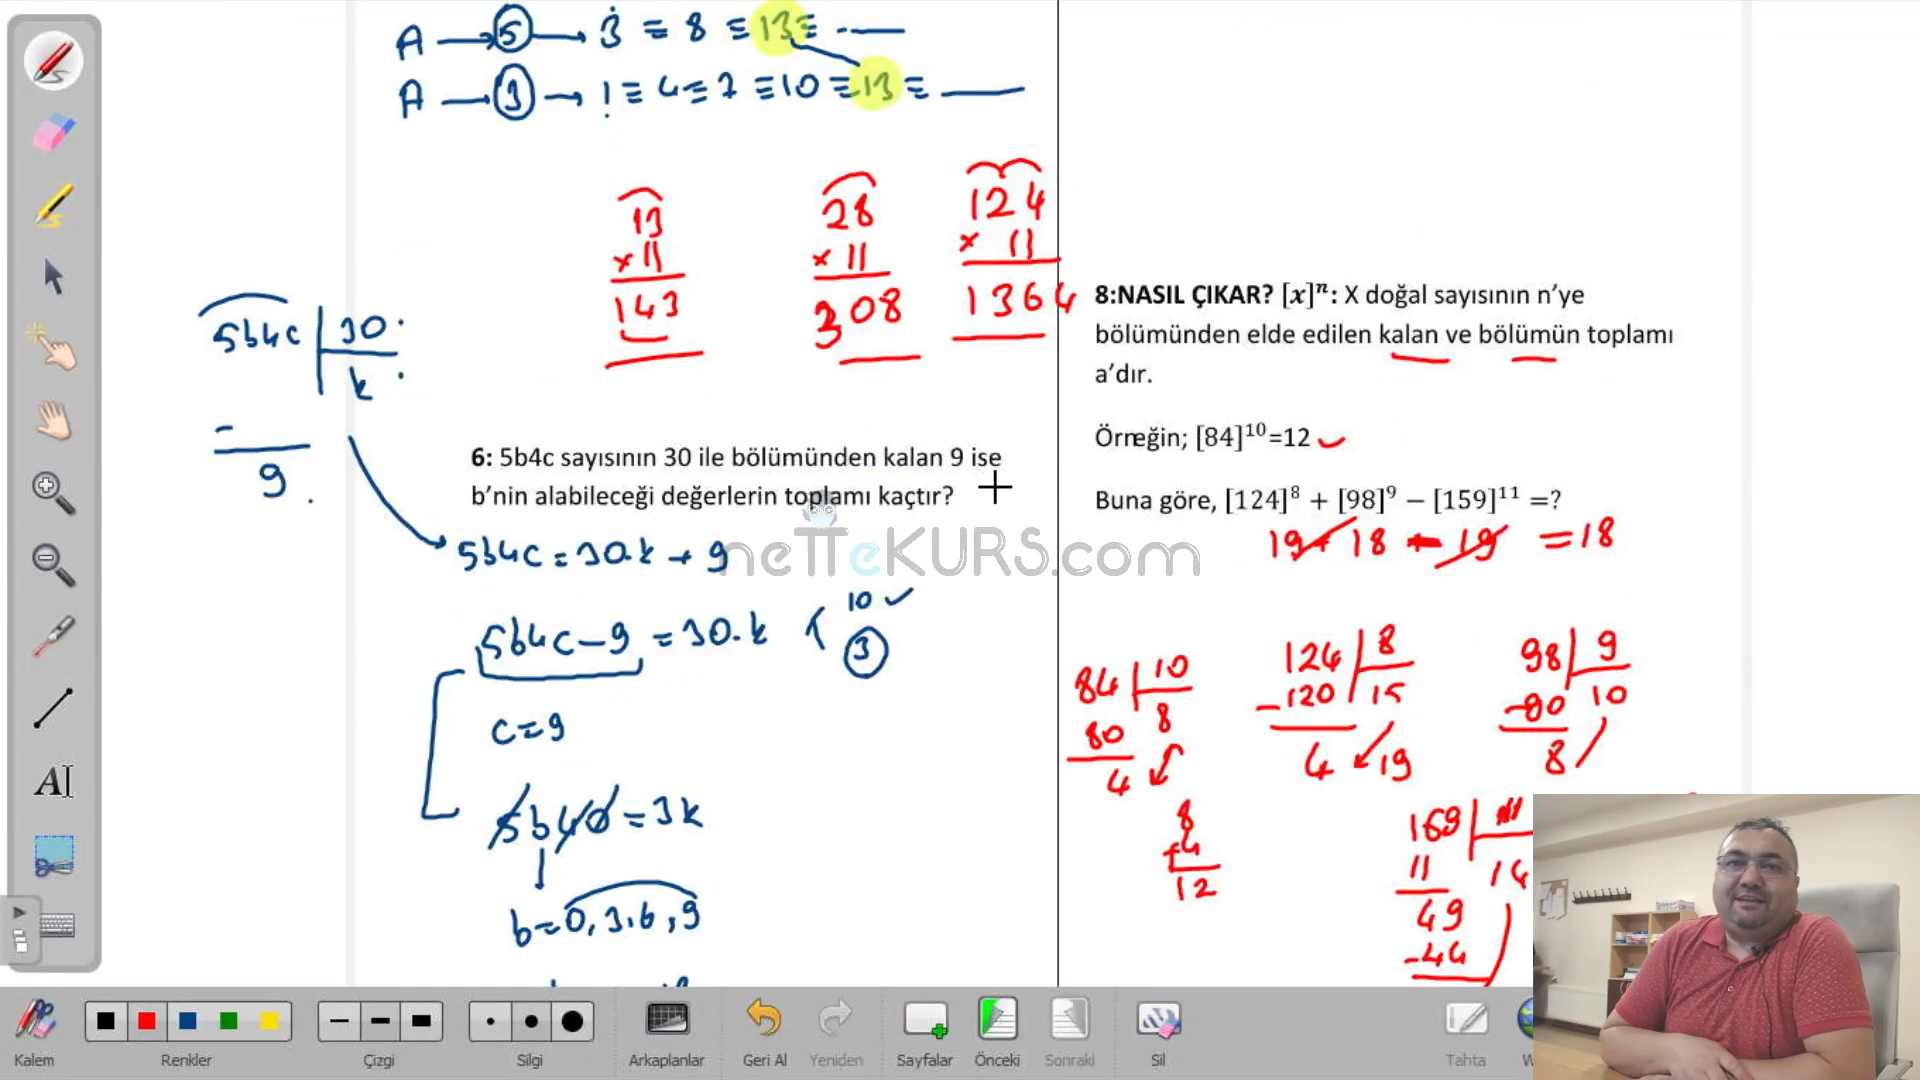 A → 5 → 3 ≡ 8 ≡ 13 ≡ ----
A → 3 → 1 ≡ 4 ≡ 7 ≡ 10 ≡ 13 ≡
13
x 11
143
28
x 11
308
124
x 11
1364
5b4c | 30
k
-
9
6: 5b4c sayısının 30 ile bölümünden kalan 9 ise
b'nin alabileceği değerlerin toplamı kaçtır?
5b4c = 30.k + 9
5b4c - 9 = 30.k
10 ✓
3
c = 9
5b40 = 3k
b = 0, 3, 6, 9
netteKURS.com
8:NASIL ÇIKAR? [x]ⁿ: X doğal sayısının n'ye
bölümünden elde edilen kalan ve bölümün toplamı
a'dır.
Örneğin; [84]¹⁰=12 ✓
Buna göre, [124]⁸ + [98]⁹ − [159]¹¹ =?
19 + 18 - 19 = 18
84 | 10
80 8
4
8
+4
12
124 | 8
-120 15
4 19
98 | 9
-90 10
8
159 | 11
11 14
49
-44
Kalem
Renkler
Çizgi
Silgi
Arkaplanlar
Geri Al
Yeniden
Sayfalar
Önceki
Sonraki
Sil
Tahta